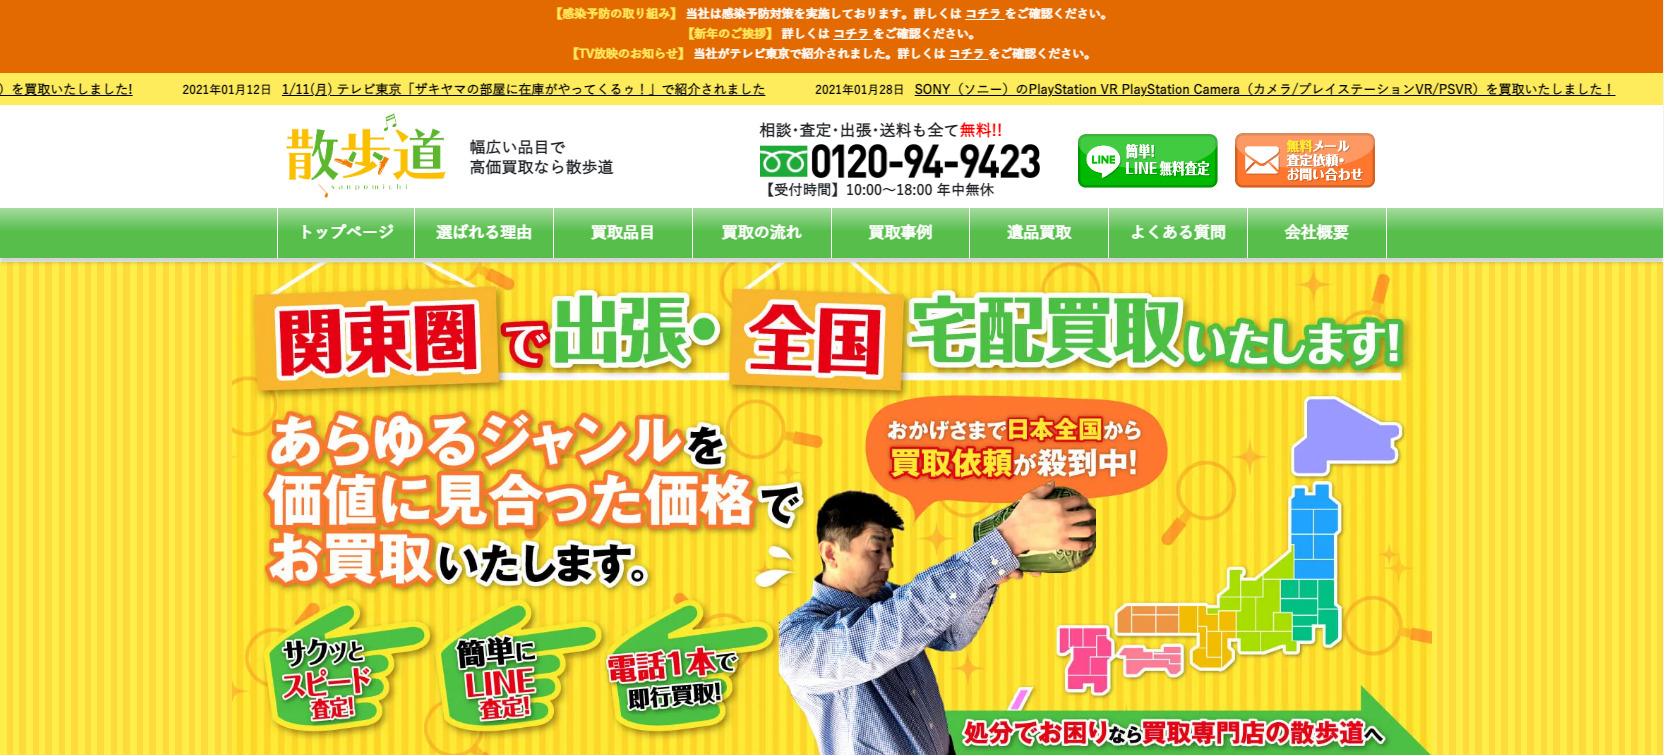 【感染予防の取り組み】 当社は感染予防対策を実施しております。詳しくは コチラ をご確認ください。
【新年のご挨拶】 詳しくは コチラ をご確認ください。
【TV放映のお知らせ】 当社がテレビ東京で紹介されました。詳しくは コチラ をご確認ください。
）を買取いたしました!
2021年01月12日 1/11(月) テレビ東京「ザキヤマの部屋に在庫がやってくるゥ！」で紹介されました
2021年01月28日 SONY（ソニー）のPlayStation VR PlayStation Camera（カメラ/プレイステーションVR/PSVR）を買取いたしました！
散歩道
sanpomichi
幅広い品目で
高価買取なら散歩道
相談･査定･出張･送料も全て無料!!
0120-94-9423
【受付時間】10:00〜18:00 年中無休
LINE
簡単!
LINE無料査定
無料メール
査定依頼・
お問い合わせ
トップページ
選ばれる理由
買取品目
買取の流れ
買取事例
遺品買取
よくある質問
会社概要
関東圏で出張・全国宅配買取いたします!
あらゆるジャンルを
価値に見合った価格で
お買取いたします。
おかげさまで日本全国から
買取依頼が殺到中!
サクッと
スピード
査定!
簡単に
LINE
査定!
電話1本で
即行買取!
処分でお困りなら買取専門店の散歩道へ